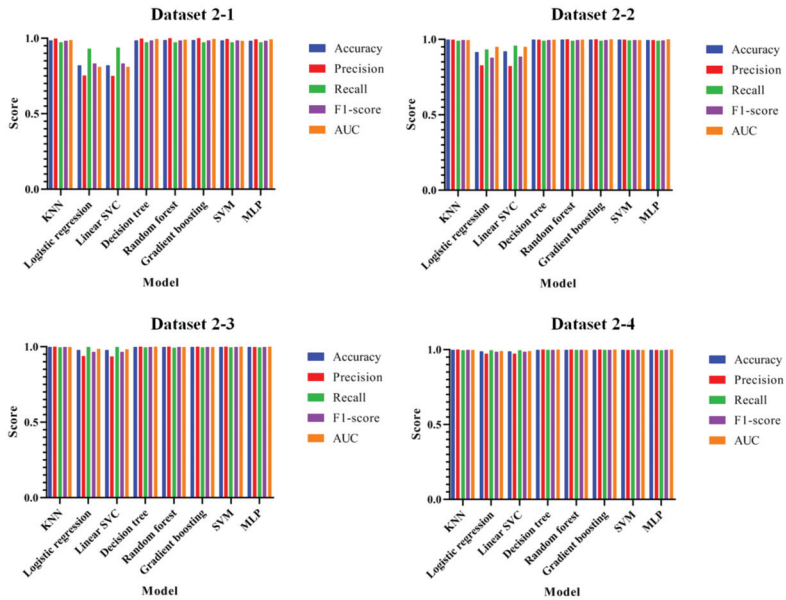 Dataset 2-1
Score
1.0
0.5
0.0
KNN
Logistic regression
Linear SVC
Decision tree
Random forest
Gradient boosting
SVM
MLP
Model
Accuracy
Precision
Recall
F1-score
AUC
Dataset 2-2
Score
1.0
0.5
0.0
KNN
Logistic regression
Linear SVC
Decision tree
Random forest
Gradient boosting
SVM
MLP
Model
Accuracy
Precision
Recall
F1-score
AUC
Dataset 2-3
Score
1.0
0.5
0.0
KNN
Logistic regression
Linear SVC
Decision tree
Random forest
Gradient boosting
SVM
MLP
Model
Accuracy
Precision
Recall
F1-score
AUC
Dataset 2-4
Score
1.0
0.5
0.0
KNN
Logistic regression
Linear SVC
Decision tree
Random forest
Gradient boosting
SVM
MLP
Model
Accuracy
Precision
Recall
F1-score
AUC